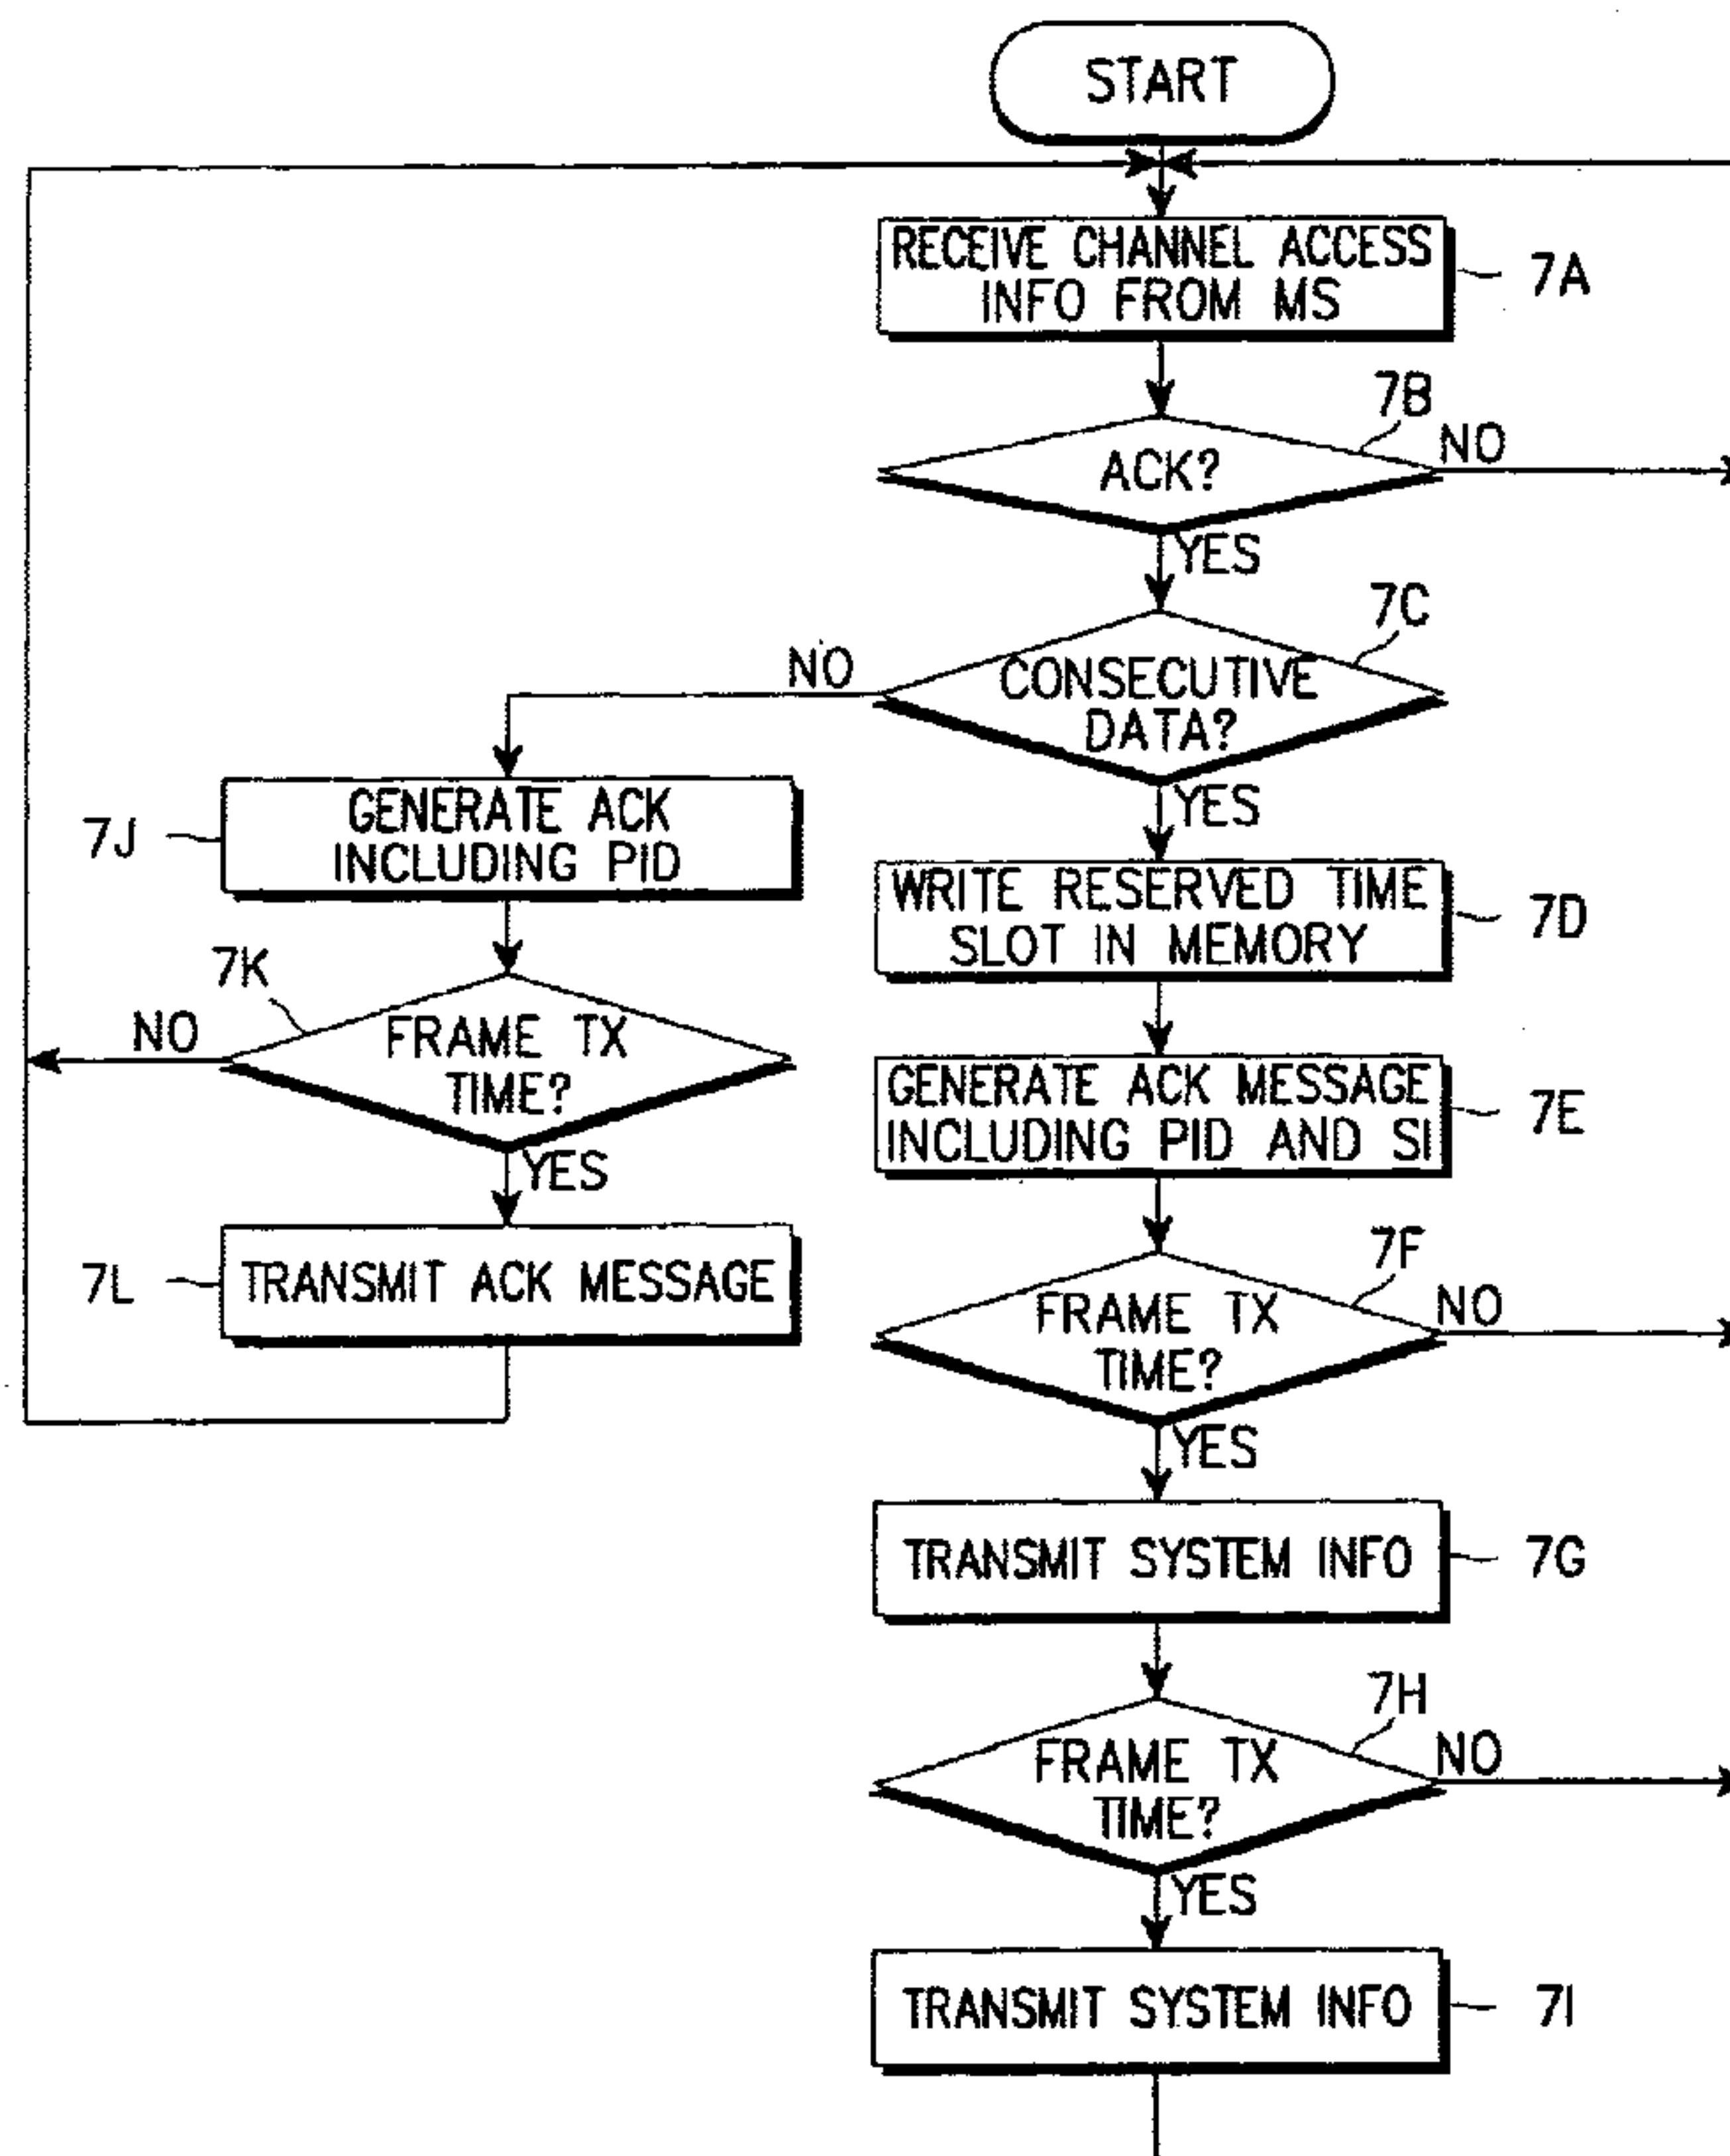 START
RECEIVE CHANNEL ACCESS
INFO FROM MS
7A
7B
ACK?
NO
YES
7C
CONSECUTIVE
DATA?
NO
YES
7J
GENERATE ACK
INCLUDING PID
7D
WRITE RESERVED TIME
SLOT IN MEMORY
7K
FRAME TX
TIME?
NO
YES
7E
GENERATE ACK MESSAGE
INCLUDING PID AND SI
7L
TRANSMIT ACK MESSAGE
7F
FRAME TX
TIME?
NO
YES
TRANSMIT SYSTEM INFO
7G
7H
FRAME TX
TIME?
NO
YES
TRANSMIT SYSTEM INFO
7I